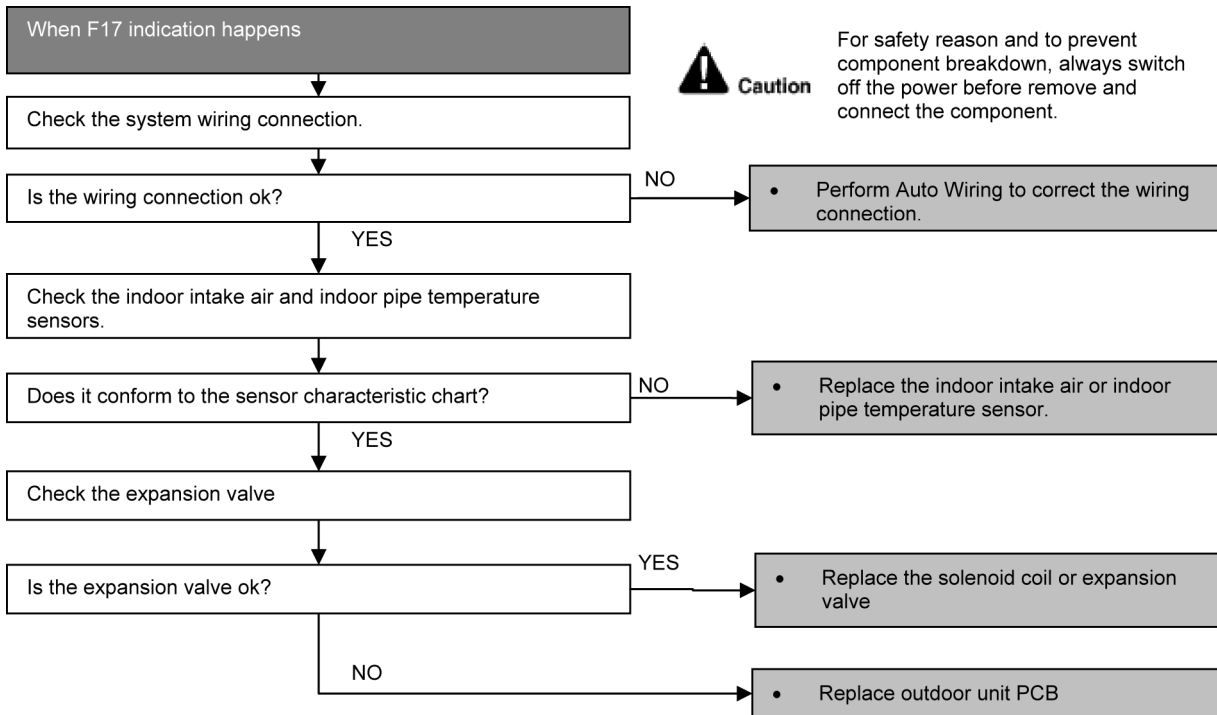 When F17 indication happens
Caution
For safety reason and to prevent
component breakdown, always switch
off the power before remove and
connect the component.
Check the system wiring connection.
Is the wiring connection ok?
NO
• Perform Auto Wiring to correct the wiring
connection.
YES
Check the indoor intake air and indoor pipe temperature
sensors.
Does it conform to the sensor characteristic chart?
NO
• Replace the indoor intake air or indoor
pipe temperature sensor.
YES
Check the expansion valve
Is the expansion valve ok?
YES
• Replace the solenoid coil or expansion
valve
NO
• Replace outdoor unit PCB